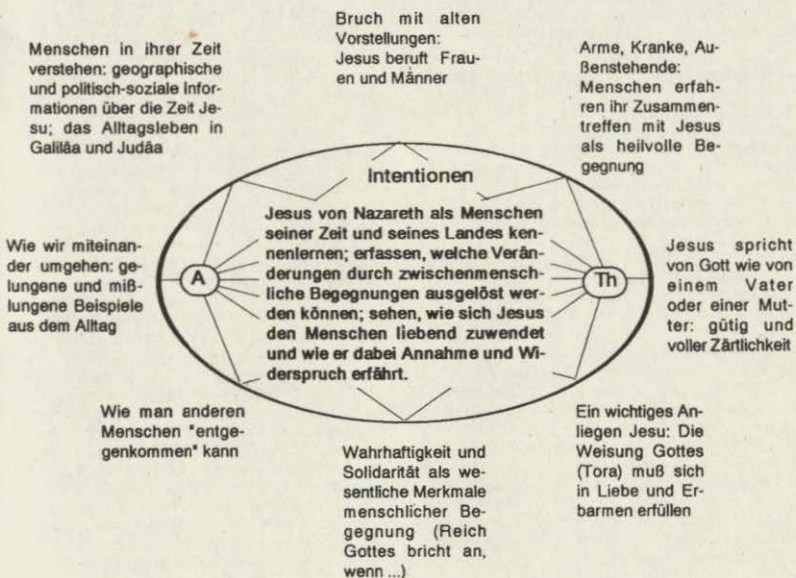 Bruch mit alten
Vorstellungen:
Jesus beruft Frau-
en und Männer
Menschen in ihrer Zeit
verstehen: geographische
und politisch-soziale Infor-
mationen über die Zeit Je-
su; das Alltagsleben in
Galiläa und Judäa
Arme, Kranke, Au-
ßenstehende:
Menschen erfah-
ren ihr Zusammen-
treffen mit Jesus
als heilvolle Be-
gegnung
Intentionen
Jesus von Nazareth als Menschen
seiner Zeit und seines Landes ken-
nenlernen; erfassen, welche Verän-
derungen durch zwischenmensch-
liche Begegnungen ausgelöst wer-
den können; sehen, wie sich Jesus
den Menschen liebend zuwendet
und wie er dabei Annahme und Wi-
derspruch erfährt.
Wie wir miteinan-
der umgehen: ge-
lungene und miß-
lungene Beispiele
aus dem Alltag
A
Th
Jesus spricht
von Gott wie von
einem Vater
oder einer Mut-
ter: gütig und
voller Zärtlichkeit
Wie man anderen
Menschen "entge-
genkommen" kann
Wahrhaftigkeit und
Solidarität als we-
sentliche Merkmale
menschlicher Be-
gegnung (Reich
Gottes bricht an,
wenn ...)
Ein wichtiges An-
liegen Jesu: Die
Weisung Gottes
(Tora) muß sich
in Liebe und Er-
barmen erfüllen